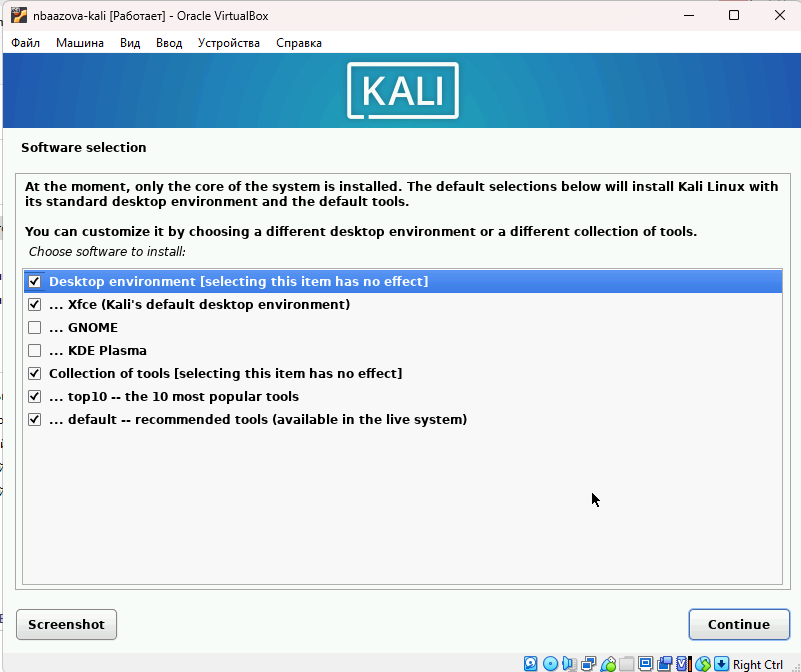 nbaazova-kali [Работает] - Oracle VirtualBox
Файл Машина Вид Ввод Устройства Справка
KALI
Software selection
At the moment, only the core of the system is installed. The default selections below will install Kali Linux with
its standard desktop environment and the default tools.
You can customize it by choosing a different desktop environment or a different collection of tools.
Choose software to install:
Desktop environment [selecting this item has no effect]
... Xfce (Kali's default desktop environment)
... GNOME
... KDE Plasma
Collection of tools [selecting this item has no effect]
... top10 -- the 10 most popular tools
... default -- recommended tools (available in the live system)
Screenshot Continue
Right Ctrl